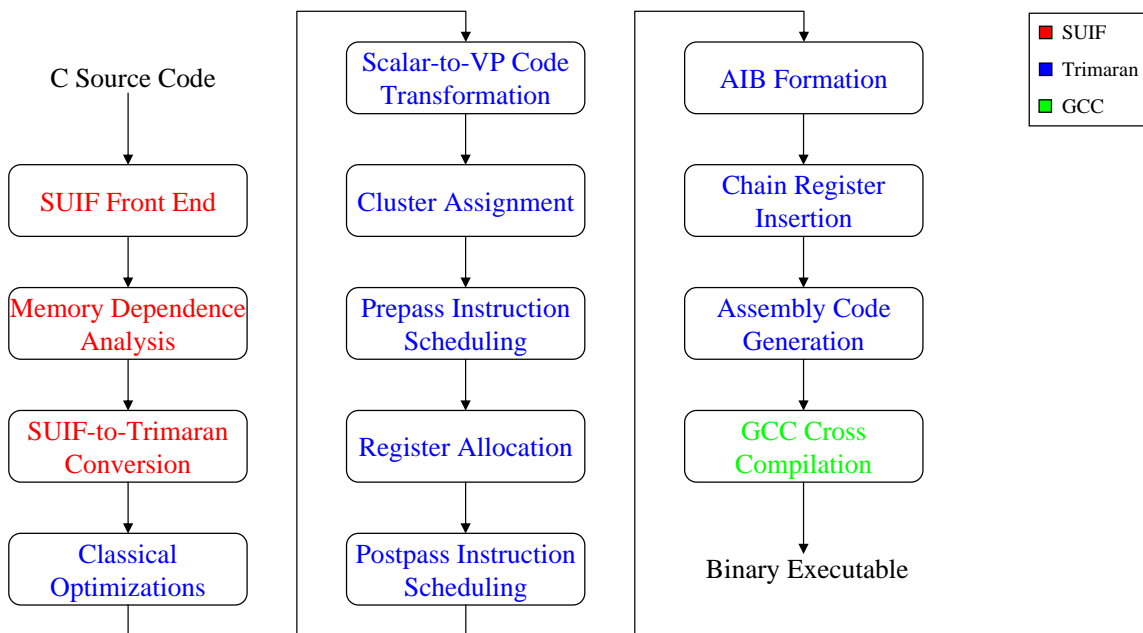 C Source Code
SUIF Front End
Memory Dependence
Analysis
SUIF-to-Trimaran
Conversion
Classical
Optimizations
Scalar-to-VP Code
Transformation
Cluster Assignment
Prepass Instruction
Scheduling
Register Allocation
Postpass Instruction
Scheduling
AIB Formation
Chain Register
Insertion
Assembly Code
Generation
GCC Cross
Compilation
Binary Executable
SUIF
Trimaran
GCC